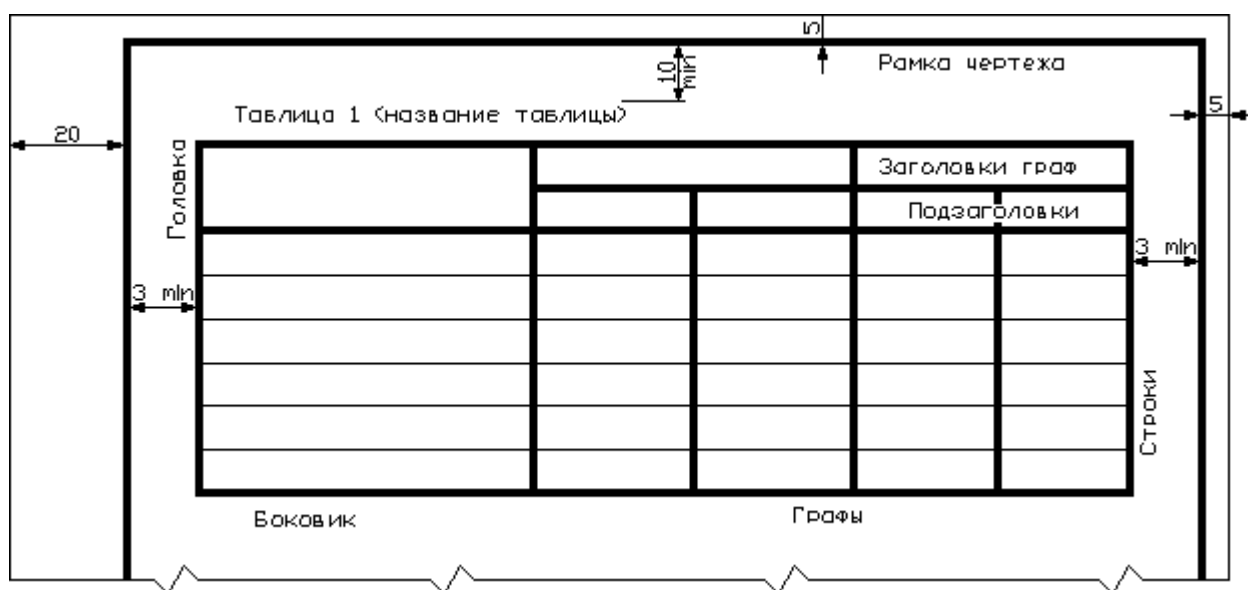 5
Рамка чертежа
10
min
Таблица 1 (название таблицы)
5
20
Головка
Заголовки граф
Подзаголовки
3 min
3 min
Строки
Боковик
Графы